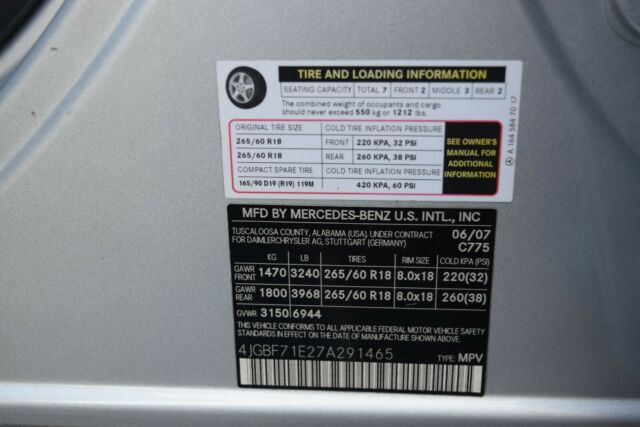 TIRE AND LOADING INFORMATION
SEATING CAPACITY TOTAL 7 FRONT 2 MIDDLE 3 REAR 2
The combined weight of occupants and cargo
should never exceed 550 kg or 1212 lbs.
ORIGINAL TIRE SIZE COLD TIRE INFLATION PRESSURE
265/60 R18 FRONT 220 KPA, 32 PSI
265/60 R18 REAR 260 KPA, 38 PSI
COMPACT SPARE TIRE COLD TIRE INFLATION PRESSURE
165/90 D19 (R19) 119M 420 KPA, 60 PSI
SEE OWNER'S
MANUAL FOR
ADDITIONAL
INFORMATION
A 164 584 70 17
MFD BY MERCEDES-BENZ U.S. INTL., INC
TUSCALOOSA COUNTY, ALABAMA (USA). UNDER CONTRACT 06/07
FOR DAIMLERCHRYSLER AG, STUTTGART (GERMANY) C775
KG LB TIRES RIM SIZE COLD KPA (PSI)
GAWR FRONT 1470 3240 265/60 R18 8.0x18 220(32)
GAWR REAR 1800 3968 265/60 R18 8.0x18 260(38)
GVWR 3150 6944
THIS VEHICLE CONFORMS TO ALL APPLICABLE FEDERAL MOTOR VEHICLE SAFETY
STANDARDS IN EFFECT ON THE DATE OF MANUFACTURE SHOWN ABOVE.
4JGBF71E27A291465 TYPE: MPV